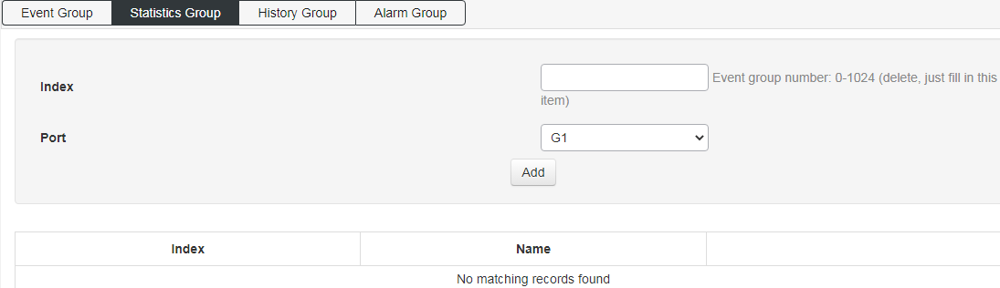 Event Group Statistics Group History Group Alarm Group
Index Event group number: 0-1024 (delete, just fill in this
item)
Port G1
Add
Index Name
No matching records found